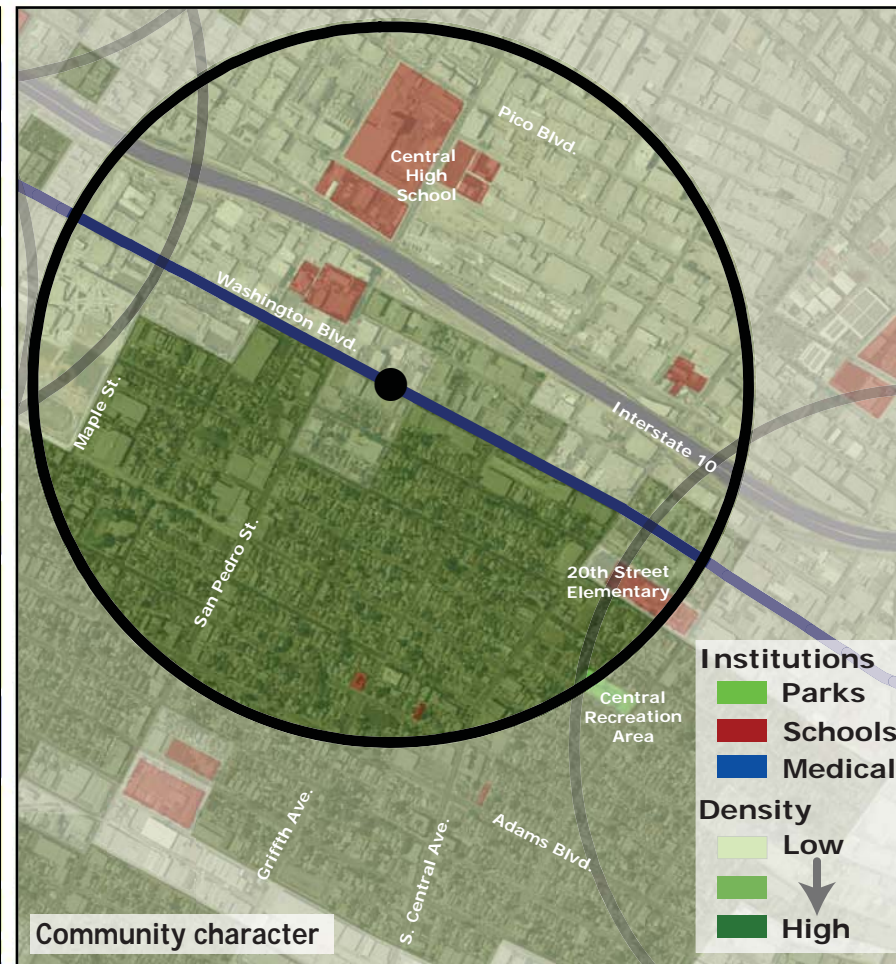 Pico Blvd.
Central
High
School
Washington Blvd.
Maple St.
Interstate 10
San Pedro St.
20th Street
Elementary
Central
Recreation
Area
Griffth Ave.
S. Central Ave.
Adams Blvd.
Institutions
Parks
Schools
Medical
Density
Low
High
Community character